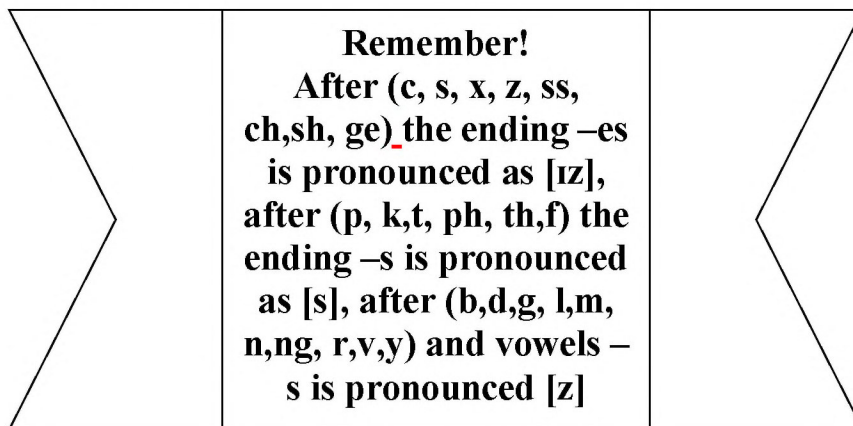 Remember!
After (c, s, x, z, ss,
ch,sh, ge) the ending –es
is pronounced as [ɪz],
after (p, k,t, ph, th,f) the
ending –s is pronounced
as [s], after (b,d,g, l,m,
n,ng, r,v,y) and vowels –
s is pronounced [z]